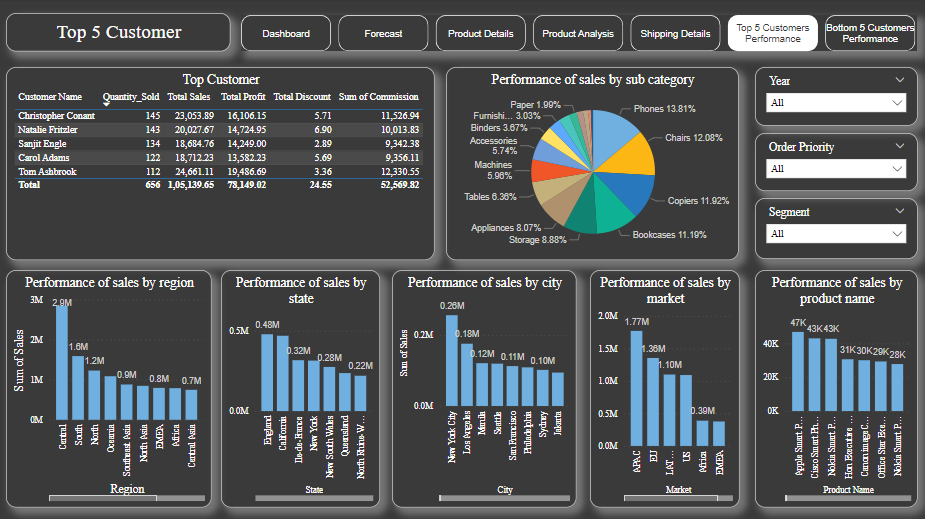 Top 5 Customer
Dashboard
Forecast
Product Details
Product Analysis
Shipping Details
Top 5 Customers
Performance
Bottom 5 Customers
Performance
Top Customer
Customer Name Quantity_Sold Total Sales Total Profit Total Discount Sum of Commission
Christopher Conant 145 23,053.89 16,106.15 5.71 11,526.94
Natalie Fritzler 143 20,027.67 14,724.95 6.90 10,013.83
Sanjit Engle 134 18,684.76 14,249.00 2.89 9,342.38
Carol Adams 122 18,712.23 13,582.23 5.69 9,356.11
Tom Ashbrook 112 24,661.11 19,486.69 3.36 12,330.55
Total 656 1,05,139.65 78,149.02 24.55 52,569.82
Performance of sales by sub category
Phones 13.81%
Chairs 12.08%
Copiers 11.92%
Bookcases 11.19%
Storage 8.88%
Appliances 8.07%
Tables 6.36%
Machines
5.96%
Accessories
5.74%
Binders 3.67%
Furnishi... 3.03%
Paper 1.99%
Year
All
Order Priority
All
Segment
All
Performance of sales by region
Sum of Sales
3M
2M
1M
0M
2.9M
1.6M
1.2M
0.9M
0.8M
0.7M
Central
South
North
Oceania
Southeast Asia
North Asia
EMEA
Africa
Central Asia
Region
Performance of sales by
state
0.5M
0.0M
0.48M
0.32M
0.28M
0.22M
England
California
Ile-de-France
New York
New South Wales
Queensland
North Rhine-W...
State
Performance of sales by city
Sum of Sales
0.2M
0.0M
0.26M
0.18M
0.12M
0.11M
0.10M
New York City
Los Angeles
Manila
Seattle
San Francisco
Philadelphia
Sydney
Jakarta
City
Performance of sales by
market
2.0M
1.5M
1.0M
0.5M
0.0M
1.77M
1.36M
1.10M
0.39M
APAC
EU
LAT...
US
Africa
EMEA
Market
Performance of sales by
product name
40K
20K
0K
47K
43K
43K
31K
30K
29K
28K
Apple Smart P...
Cisco Smart Ph...
Nokia Smart P...
Hon Executive ...
Canon image C...
Office Star Exe...
Nokia Smart P...
Product Name